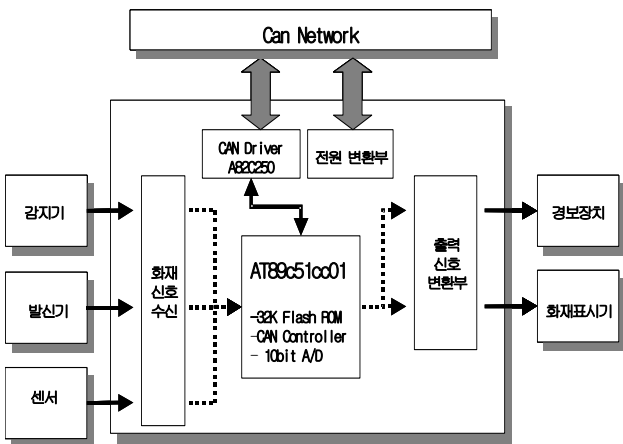 Can Network
CAN Driver
A82C250
전원 변환부
감지기
발신기
센서
화재
신호
수신
AT89c51cc01
-32K Flash ROM
-CAN Controller
- 10bit A/D
출력
신호
변환부
경보장치
화재표시기